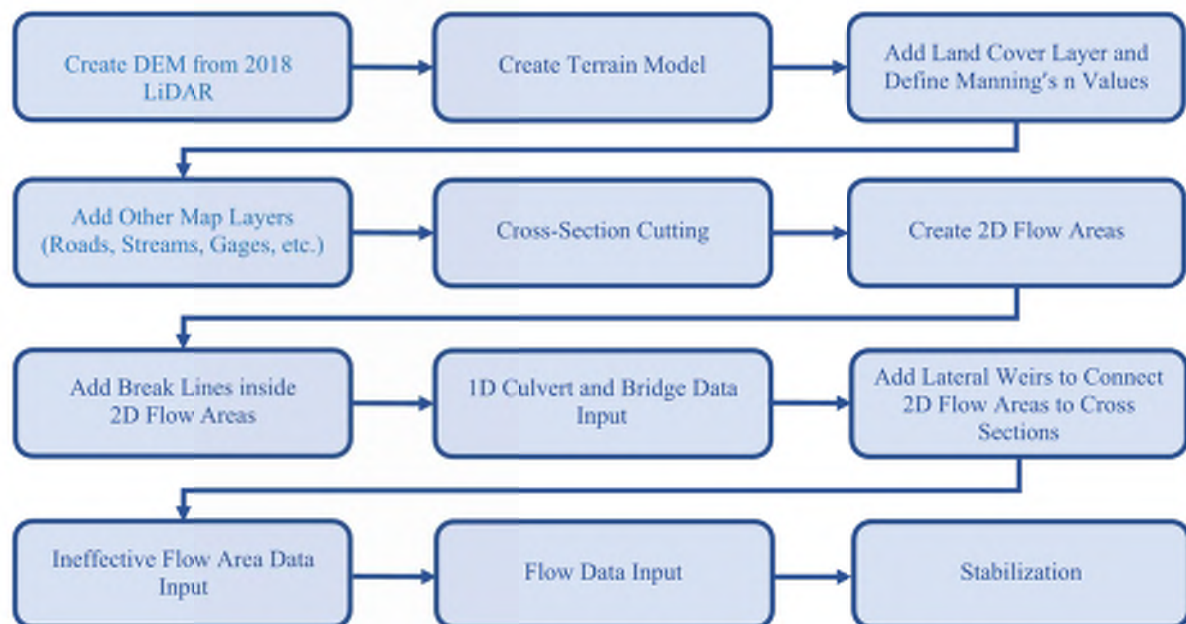 Create DEM from 2018
LiDAR
Create Terrain Model
Add Land Cover Layer and
Define Manning's n Values
Add Other Map Layers
(Roads, Streams, Gages, etc.)
Cross-Section Cutting
Create 2D Flow Areas
Add Break Lines inside
2D Flow Areas
1D Culvert and Bridge Data
Input
Add Lateral Weirs to Connect
2D Flow Areas to Cross
Sections
Ineffective Flow Area Data
Input
Flow Data Input
Stabilization